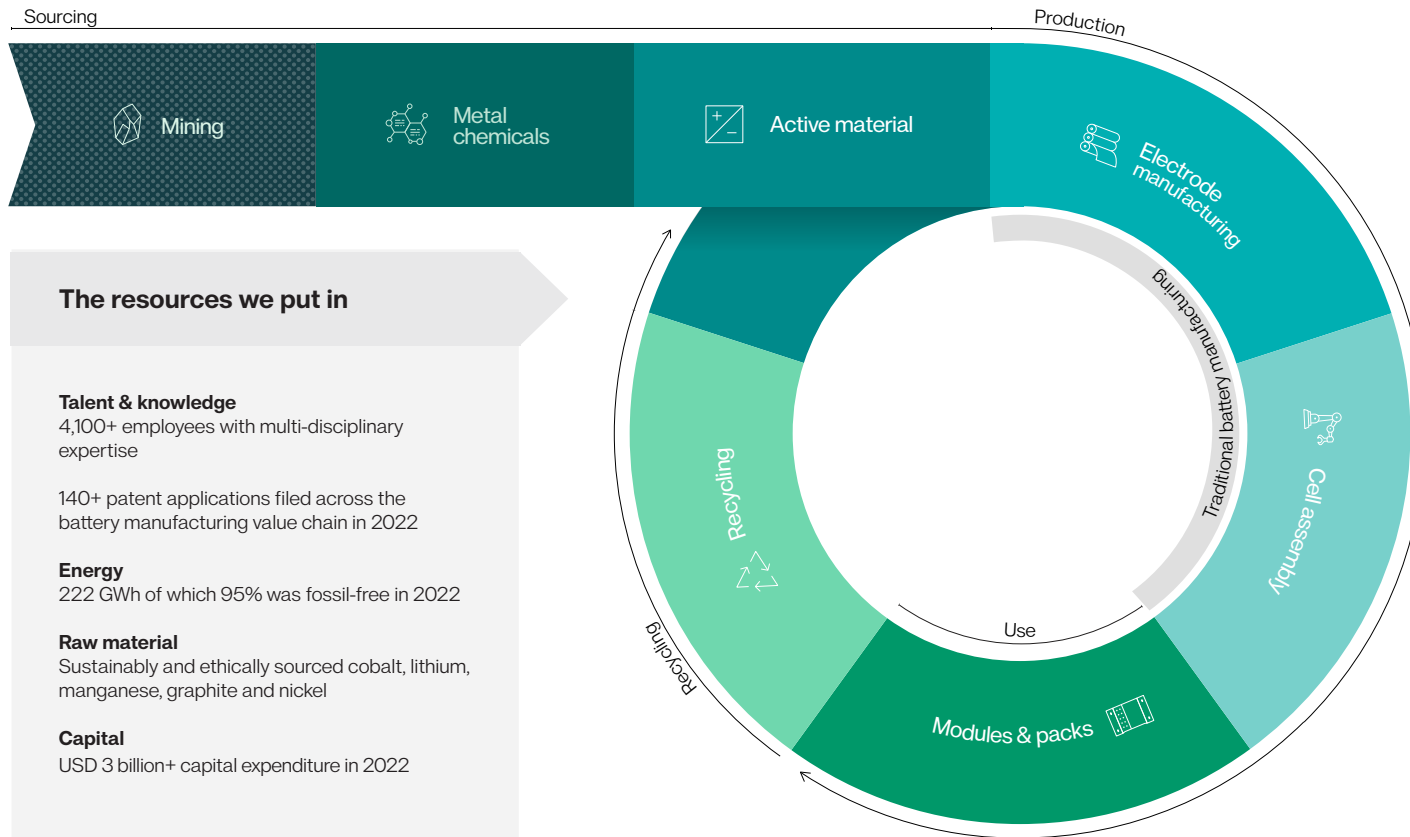 Sourcing
Production
Mining
Metal
chemicals
Active material
Electrode
manufacturing
Traditional battery manufacturing
Cell assembly
Use
Modules & packs
Recycling
Recycling
The resources we put in
Talent & knowledge
4,100+ employees with multi-disciplinary
expertise
140+ patent applications filed across the
battery manufacturing value chain in 2022
Energy
222 GWh of which 95% was fossil-free in 2022
Raw material
Sustainably and ethically sourced cobalt, lithium,
manganese, graphite and nickel
Capital
USD 3 billion+ capital expenditure in 2022